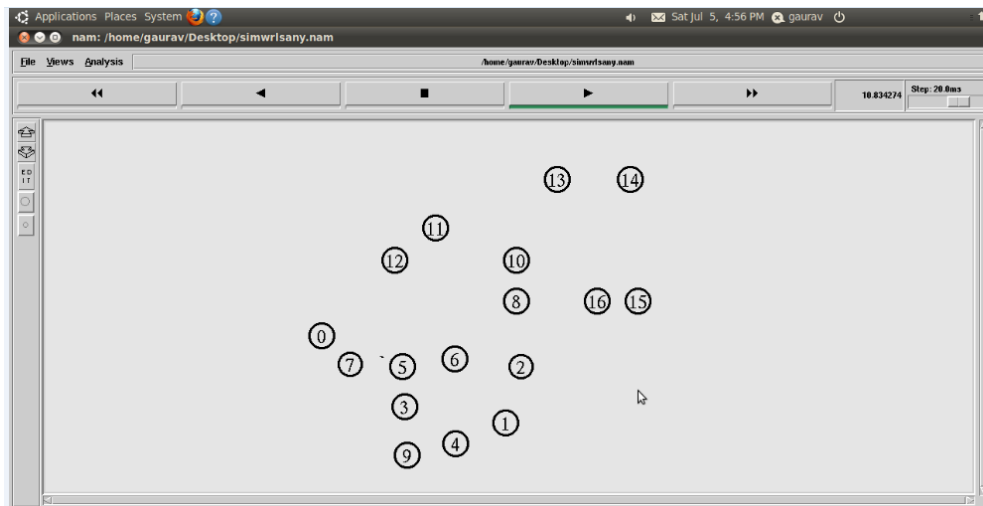 Applications Places System Sat Jul 5, 4:56 PM gaurav
nam: /home/gaurav/Desktop/simwrlsany.nam
File Views Analysis /home/gaurav/Desktop/simwrlsany.nam
10.834274 Step: 20.0ms
E D
I T
13 14
11
12 10
8 16 15
0
7 5 6 2
3
1
4
9